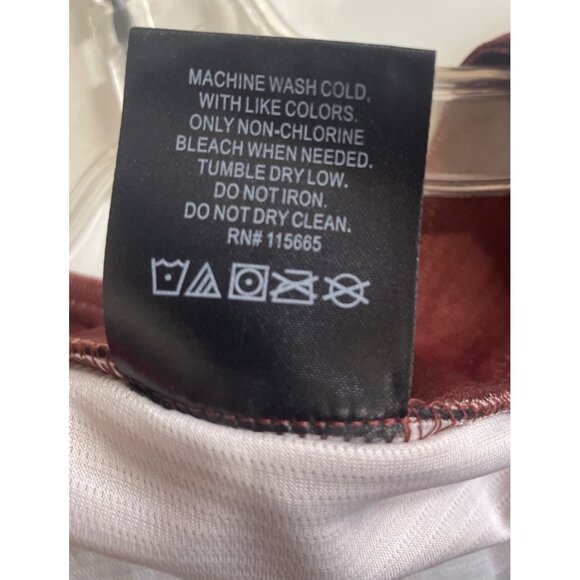 MACHINE WASH COLD,
WITH LIKE COLORS.
ONLY NON-CHLORINE
BLEACH WHEN NEEDED.
TUMBLE DRY LOW.
DO NOT IRON.
DO NOT DRY CLEAN.
RN# 115665